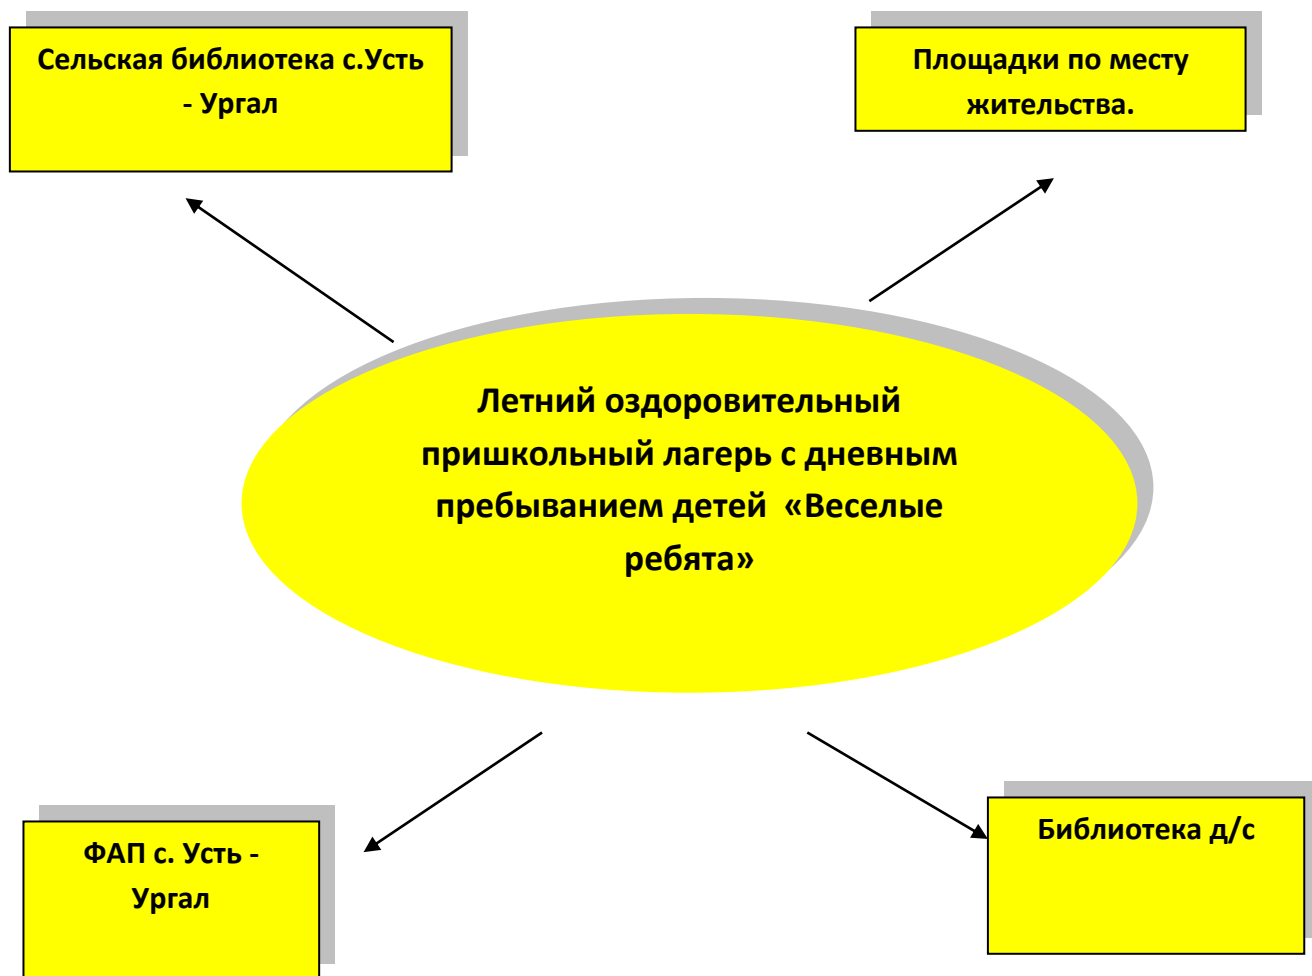 Сельская библиотека с.Усть
- Ургал
Площадки по месту
жительства.
Летний оздоровительный
пришкольный лагерь с дневным
пребыванием детей «Веселые
ребята»
ФАП с. Усть -
Ургал
Библиотека д/с